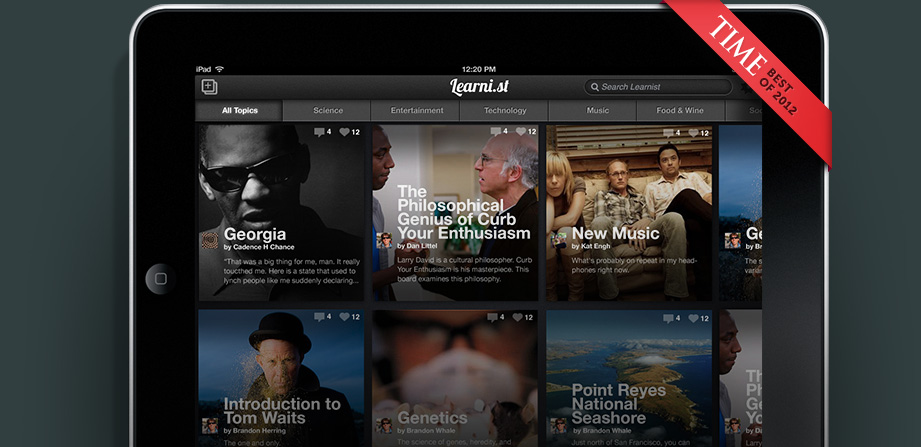 TIME
BEST
OF 2012
iPad
12:20 PM
Learni.st
Search Learnist
All Topics
Science
Entertainment
Technology
Music
Food & Wine
4 12
4 12
4 12
Georgia
by Cadence H Chance
"That was a big thing for me, man. It really
touched me. Here is a state that used to
lynch people like me suddenly declaring...
The
Philosophical
Genius of Curb
Your Enthusiasm
by Dan Littel
Larry David is a cultural philosopher. Curb
Your Enthusiasm is his masterpiece. This
board examines this philosophy.
New Music
by Kat Engh
What's probably on repeat in my head-
phones right now.
4 12
4 12
4 12
Introduction to
Tom Waits
by Brandon Herring
The one and only.
Genetics
by Brandon Whale
The science of genes, heredity, and
Point Reyes
National
Seashore
by Brandon Whale
Just north of San Francisco, you can